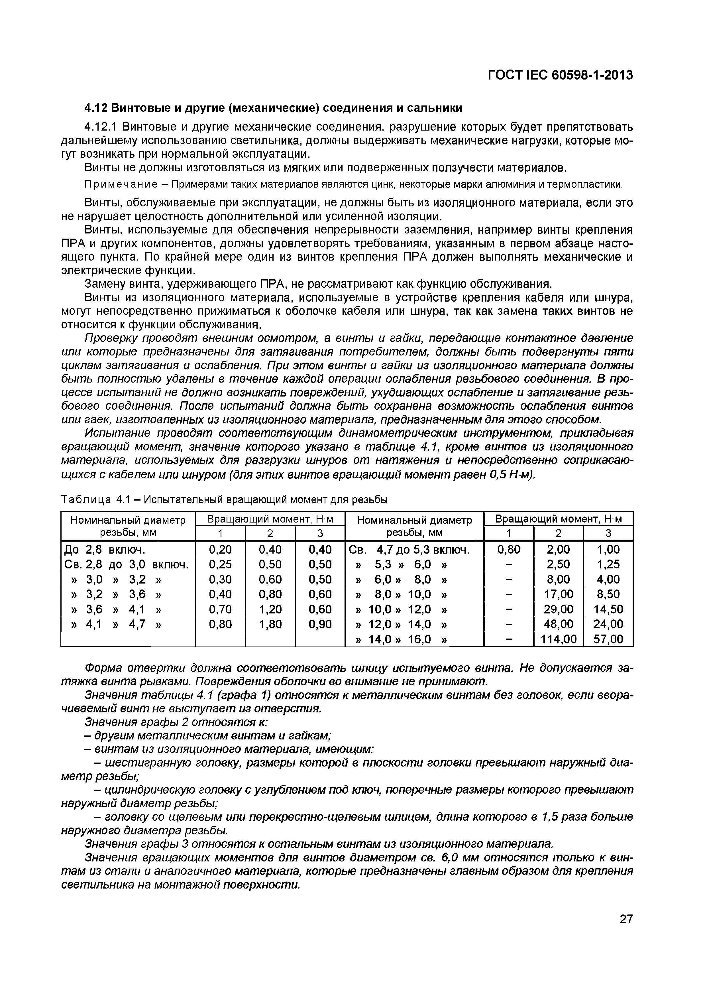 ГОСТ IEC 60598-1-2013
4.12 Винтовые и другие (механические) соединения и сальники
4.12.1 Винтовые и другие механические соединения, разрушение которых будет препятствовать
дальнейшему использованию светильника, должны выдерживать механические нагрузки, которые мо-
гут возникать при нормальной эксплуатации.
Винты не должны изготовляться из мягких или подверженных ползучести материалов.
Примечание – Примерами таких материалов являются цинк, некоторые марки алюминия и термопластики.
Винты, обслуживаемые при эксплуатации, не должны быть из изоляционного материала, если это
не нарушает целостность дополнительной или усиленной изоляции.
Винты, используемые для обеспечения непрерывности заземления, например винты крепления
ПРА и других компонентов, должны удовлетворять требованиям, указанным в первом абзаце насто-
ящего пункта. По крайней мере один из винтов крепления ПРА должен выполнять механические и
электрические функции.
Замену винта, удерживающего ПРА, не рассматривают как функцию обслуживания.
Винты из изоляционного материала, используемые в устройстве крепления кабеля или шнура,
могут непосредственно прижиматься к оболочке кабеля или шнура, так как замена таких винтов не
относится к функции обслуживания.
Проверку проводят внешним осмотром, а винты и гайки, передающие контактное давление
или которые предназначены для затягивания потребителем, должны быть подвергнуты пяти
циклам затягивания и ослабления. При этом винты и гайки из изоляционного материала должны
быть полностью удалены в течение каждой операции ослабления резьбового соединения. В про-
цессе испытаний не должно возникать повреждений, ухудшающих ослабление и затягивание резь-
бового соединения. После испытаний должна быть сохранена возможность ослабления винтов
или гаек, изготовленных из изоляционного материала, предназначенным для этого способом.
Испытание проводят соответствующим динамометрическим инструментом, прикладывая
вращающий момент, значение которого указано в таблице 4.1, кроме винтов из изоляционного
материала, используемых для разгрузки шнуров от натяжения и непосредственно соприкасаю-
щихся с кабелем или шнуром (для этих винтов вращающий момент равен 0,5 Н·м).
Таблица 4.1 – Испытательный вращающий момент для резьбы
Номинальный диаметр Вращающий момент, Н·м Номинальный диаметр Вращающий момент, Н·м
резьбы, мм 1 2 3 резьбы, мм 1 2 3
До 2,8 включ. 0,20 0,40 0,40 Св. 4,7 до 5,3 включ. 0,80 2,00 1,00
Св. 2,8 до 3,0 включ. 0,25 0,50 0,50 » 5,3 » 6,0 » – 2,50 1,25
» 3,0 » 3,2 » 0,30 0,60 0,50 » 6,0 » 8,0 » – 8,00 4,00
» 3,2 » 3,6 » 0,40 0,80 0,60 » 8,0 » 10,0 » – 17,00 8,50
» 3,6 » 4,1 » 0,70 1,20 0,60 » 10,0 » 12,0 » – 29,00 14,50
» 4,1 » 4,7 » 0,80 1,80 0,90 » 12,0 » 14,0 » – 48,00 24,00
» 14,0 » 16,0 » – 114,00 57,00
Форма отвертки должна соответствовать шлицу испытуемого винта. Не допускается за-
тяжка винта рывками. Повреждения оболочки во внимание не принимают.
Значения таблицы 4.1 (графа 1) относятся к металлическим винтам без головок, если ввора-
чиваемый винт не выступает из отверстия.
Значения графы 2 относятся к:
– другим металлическим винтам и гайкам;
– винтам из изоляционного материала, имеющим:
– шестигранную головку, размеры которой в плоскости головки превышают наружный диа-
метр резьбы;
– цилиндрическую головку с углублением под ключ, поперечные размеры которого превышают
наружный диаметр резьбы;
– головку со щелевым или перекрестно-щелевым шлицем, длина которого в 1,5 раза больше
наружного диаметра резьбы.
Значения графы 3 относятся к остальным винтам из изоляционного материала.
Значения вращающих моментов для винтов диаметром св. 6,0 мм относятся только к вин-
там из стали и аналогичного материала, которые предназначены главным образом для крепления
светильника на монтажной поверхности.
27